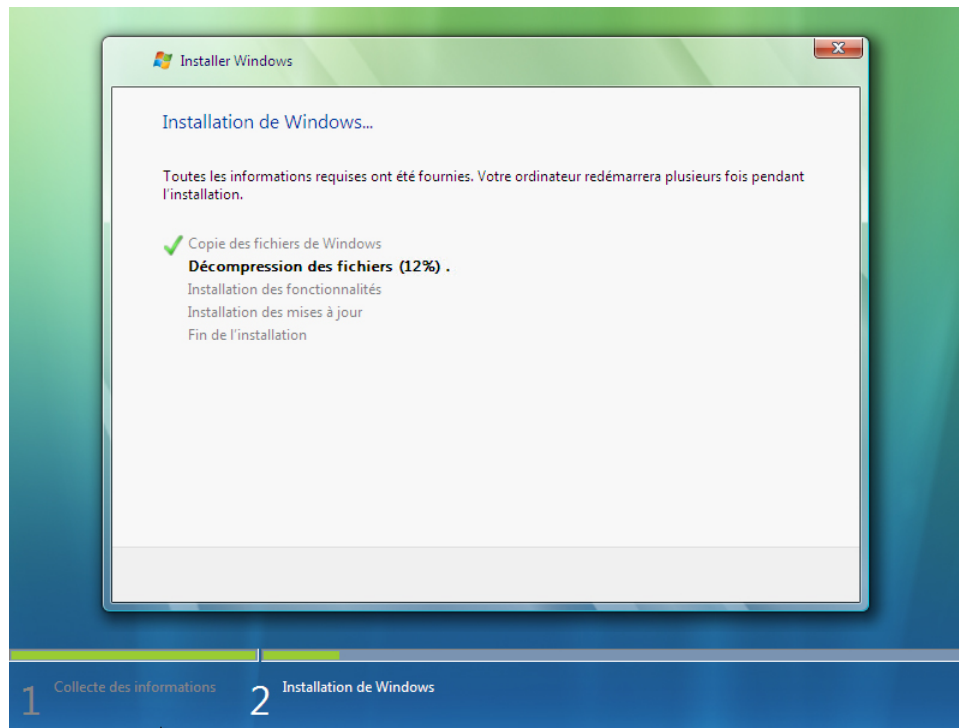 Installer Windows
Installation de Windows...
Toutes les informations requises ont été fournies. Votre ordinateur redémarrera plusieurs fois pendant
l'installation.
Copie des fichiers de Windows
Décompression des fichiers (12%) .
Installation des fonctionnalités
Installation des mises à jour
Fin de l'installation
1 Collecte des informations
2 Installation de Windows